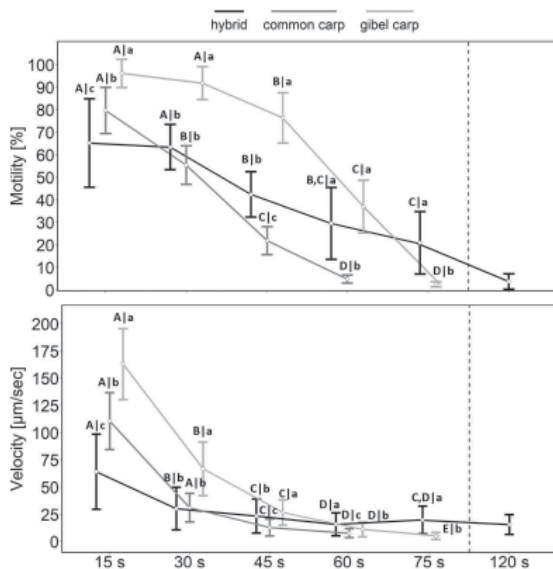 hybrid common carp gibel carp
Motility [%]
100
90
80
70
60
50
40
30
20
10
0
A|c
A|b
A|a
A|b
B|b
A|a
B|b
C|c
B|a
B,C|a
D|b
C|a
C|a
D|b
Velocity [µm/sec]
200
175
150
125
100
75
50
25
0
A|c
A|b
A|a
B|b
A|b
B|a
C|b
C|c
C|a
D|a
D|c
D|b
C,D|a
E|b
15 s 30 s 45 s 60 s 75 s 120 s